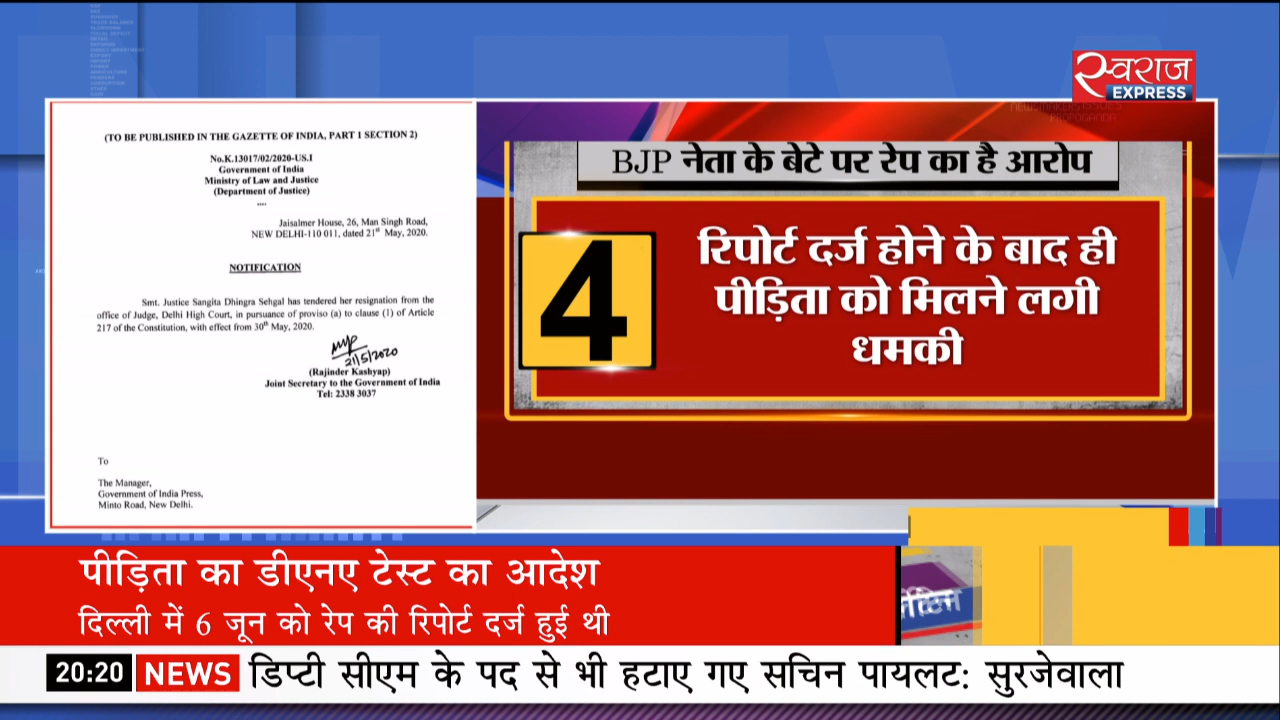 स्वराज
EXPRESS
(TO BE PUBLISHED IN THE GAZETTE OF INDIA, PART 1 SECTION 2)
No.K.13017/02/2020-US.I
Government of India
Ministry of Law and Justice
(Department of Justice)
....
Jaisalmer House, 26, Man Singh Road,
NEW DELHI-110 011, dated 21st May, 2020.
NOTIFICATION
Smt. Justice Sangita Dhingra Sehgal has tendered her resignation from the
office of Judge, Delhi High Court, in pursuance of proviso (a) to clause (1) of Article
217 of the Constitution, with effect from 30th May, 2020.
21/5/2020
(Rajinder Kashyap)
Joint Secretary to the Government of India
Tel: 2338 3037
To
The Manager,
Government of India Press,
Minto Road, New Delhi.
BJP नेता के बेटे पर रेप का है आरोप
4
रिपोर्ट दर्ज होने के बाद ही
पीड़िता को मिलने लगी
धमकी
पीड़िता का डीएनए टेस्ट का आदेश
दिल्ली में 6 जून को रेप की रिपोर्ट दर्ज हुई थी
20:20 NEWS डिप्टी सीएम के पद से भी हटाए गए सचिन पायलट: सुरजेवाला